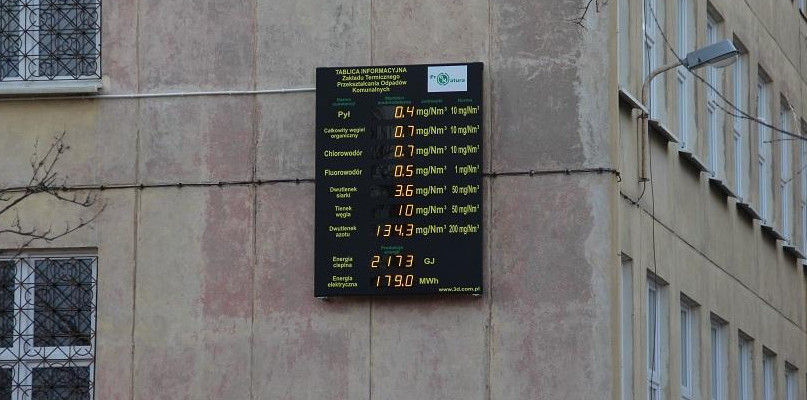 TABLICA INFORMACYJNA
Zakładu Termicznego
Przekształcania Odpadów
Komunalnych
Pro Natura
Pył 0.4 mg/Nm³ 10 mg/Nm³
Całkowity węgiel
organiczny 0.7 mg/Nm³ 10 mg/Nm³
Chlorowodór 0.7 mg/Nm³ 10 mg/Nm³
Fluorowodór 0.5 mg/Nm³ 1 mg/Nm³
Dwutlenek
siarki 3.6 mg/Nm³ 50 mg/Nm³
Tlenek
węgla 10 mg/Nm³ 50 mg/Nm³
Dwutlenek
azotu 134.3 mg/Nm³ 200 mg/Nm³
Produkcja
energii
Energia
cieplna 2173 GJ
Energia
elektryczna 179.0 MWh
www.3d.com.pl